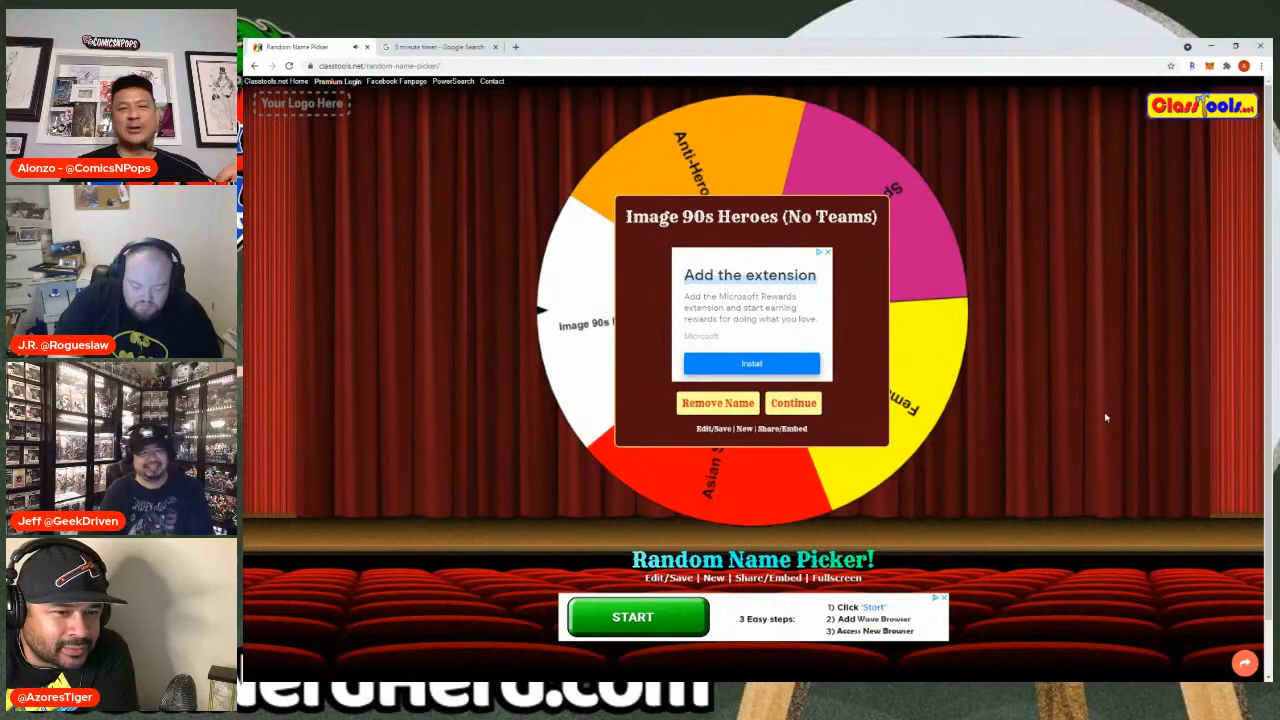 @COMICSNPOPS
Alonzo - @ComicsNPops
J.R. @Rogueslaw
Jeff @GeekDriven
@AzoresTiger
Random Name Picker
5 minute timer - Google Search
classtools.net/random-name-picker/
Classtools.net Home Premium Login Facebook Fanpage PowerSearch Contact
Your Logo Here
ClassTools.net
Anti-Hero
Image 90s
Asian S
Fem
Image 90s Heroes (No Teams)
Add the extension
Add the Microsoft Rewards
extension and start earning
rewards for doing what you love.
Microsoft
Install
Remove Name Continue
Edit/Save | New | Share/Embed
Random Name Picker!
Edit/Save | New | Share/Embed | Fullscreen
START
3 Easy steps:
1) Click 'Start'
2) Add Wave Browser
3) Access New Browser
.com